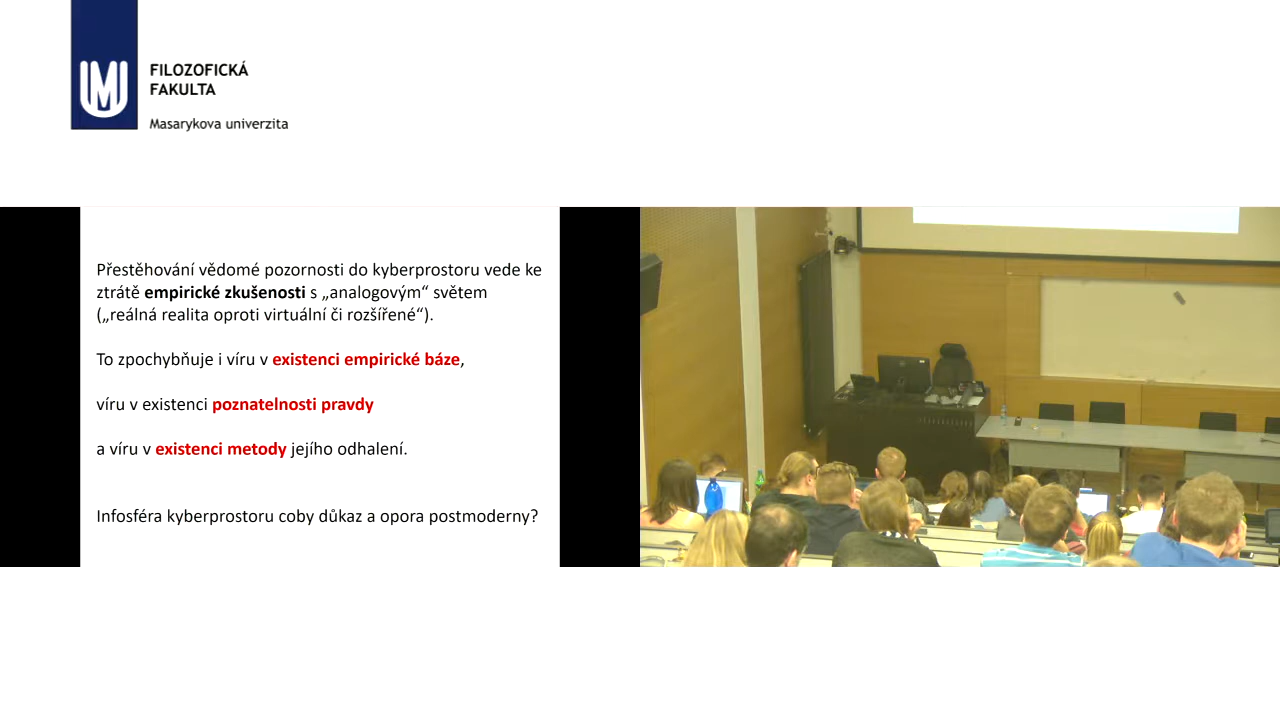 FILOZOFICKÁ
FAKULTA
Masarykova univerzita
Přestěhování vědomé pozornosti do kyberprostoru vede ke
ztrátě empirické zkušenosti s „analogovým“ světem
(„reálná realita oproti virtuální či rozšířené“).
To zpochybňuje i víru v existenci empirické báze,
víru v existenci poznatelnosti pravdy
a víru v existenci metody jejího odhalení.
Infosféra kyberprostoru coby důkaz a opora postmoderny?